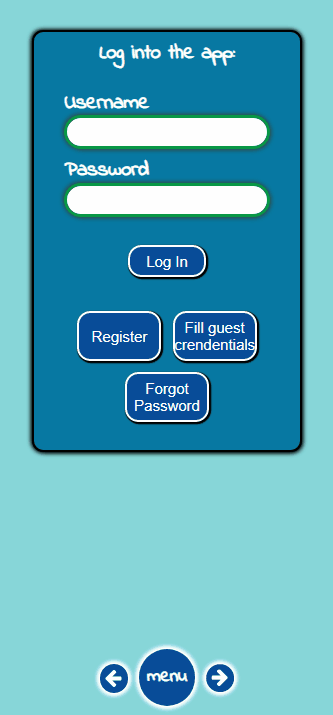 Log into the app:
Username
Password
Log In
Register
Fill guest
crendentials
Forgot
Password
menu